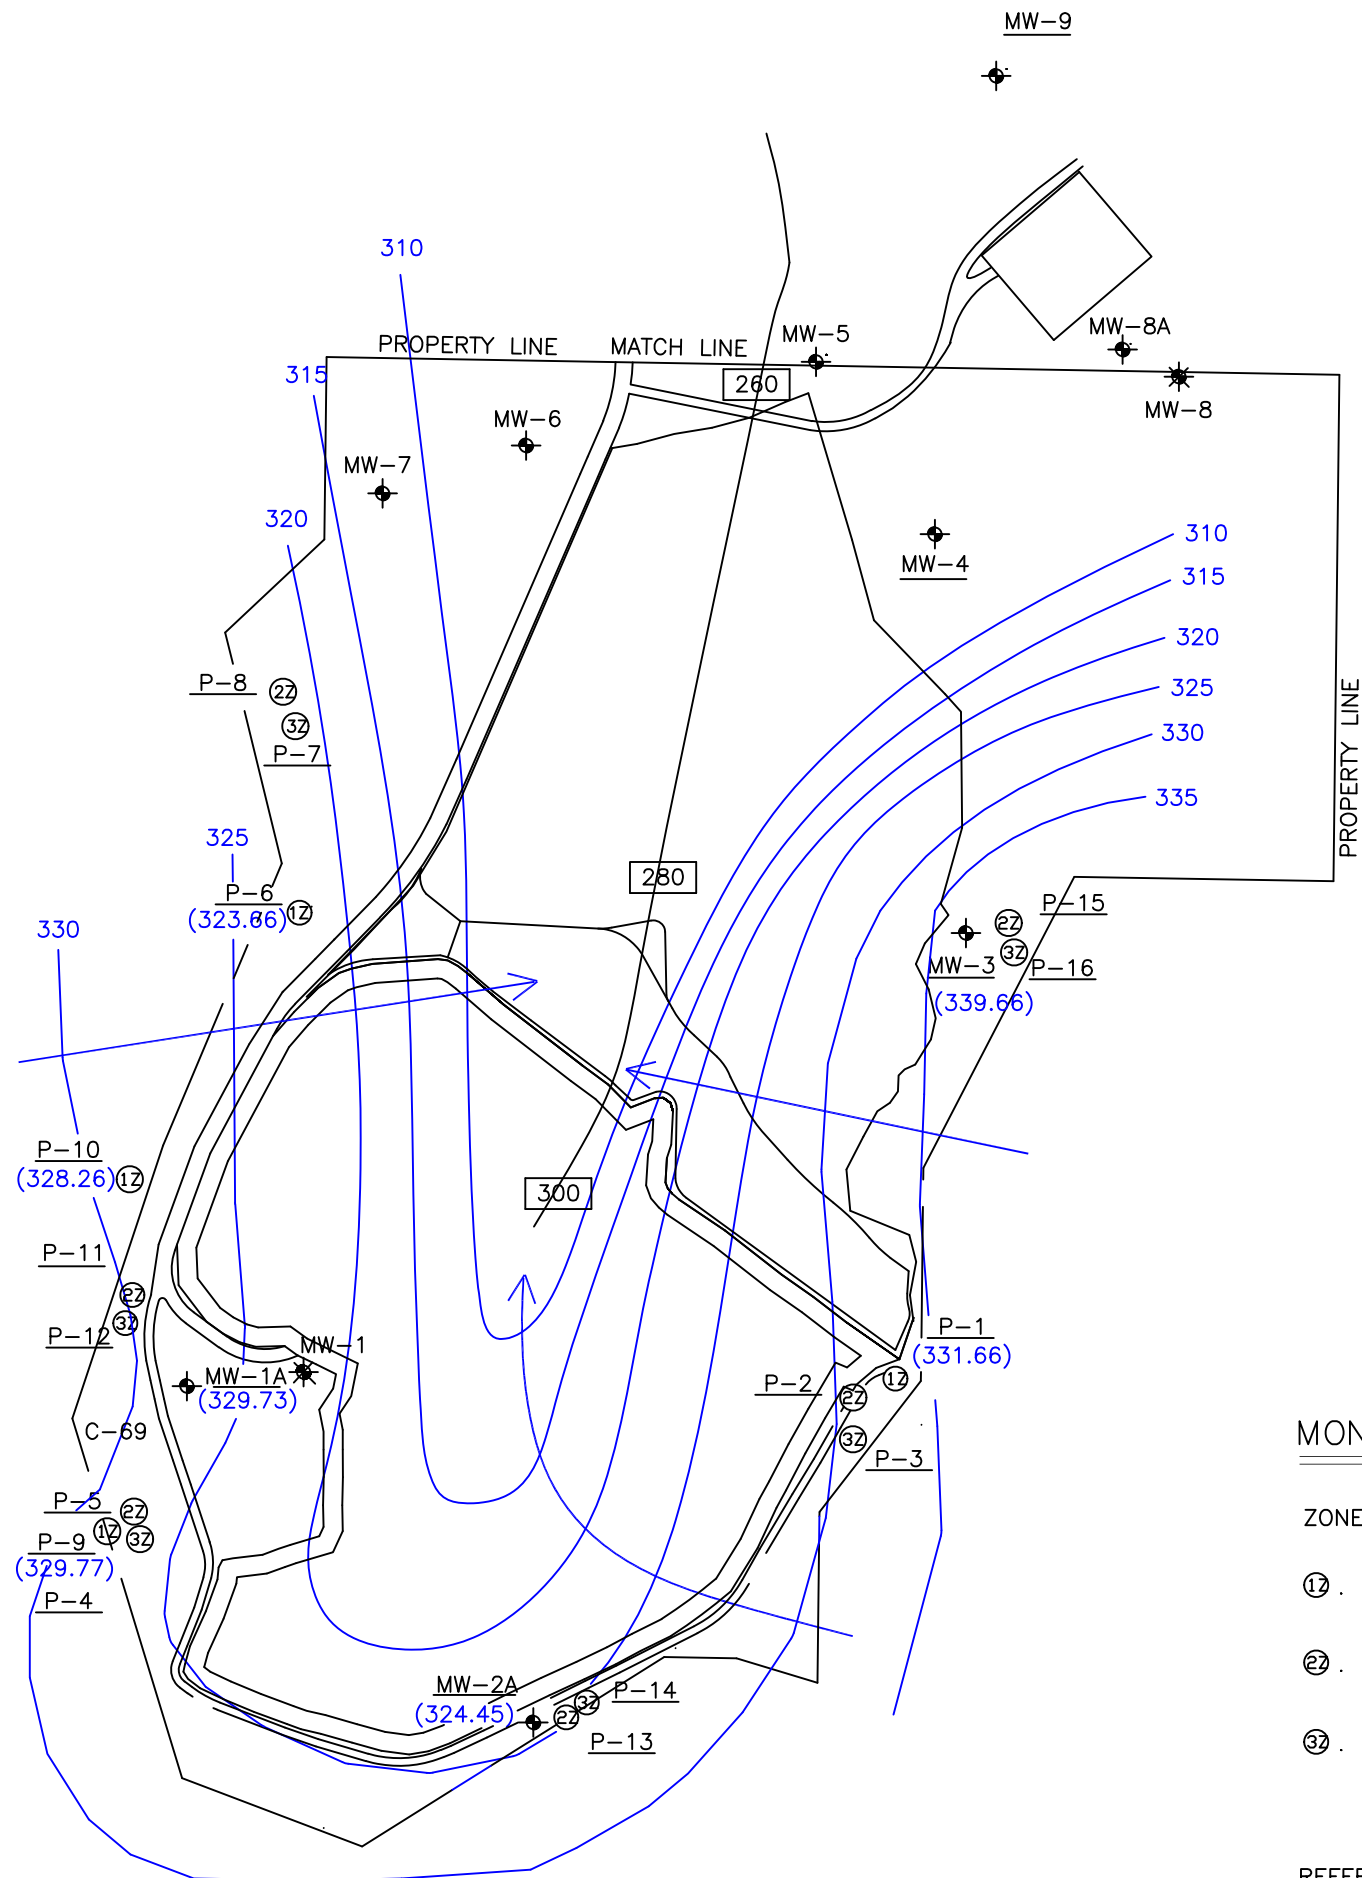 MW-9
310
PROPERTY LINE
MATCH LINE
MW-5
MW-8A
315
260
MW-8
MW-6
MW-7
320
310
MW-4
315
320
P-8
2Z
325
3Z
330
P-7
PROPERTY LINE
335
325
280
P-6
(323.66)
1Z
P-15
330
2Z
3Z
MW-3
P-16
(339.66)
P-10
(328.26)
1Z
300
P-11
2Z
3Z
P-12
P-1
(331.66)
MW-1
MW-1A
(329.73)
1Z
P-2
2Z
C-69
3Z
MON
P-3
P-5
2Z
1Z
3Z
P-9
(329.77)
ZONE
P-4
1Z .
2Z .
MW-2A
(324.45)
P-14
3Z
2Z
P-13
3Z .